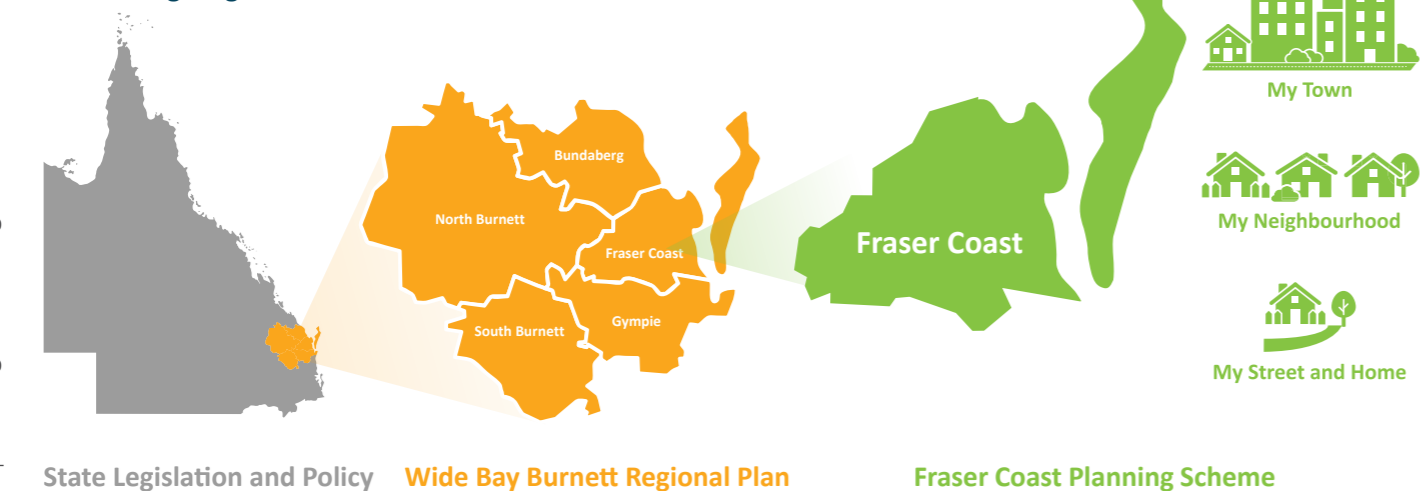 My Town
Bundaberg
North Burnett
My Neighbourhood
Fraser Coast
Fraser Coast
South Burnett
Gympie
My Street and Home
State Legislation and Policy
Wide Bay Burnett Regional Plan
Fraser Coast Planning Scheme